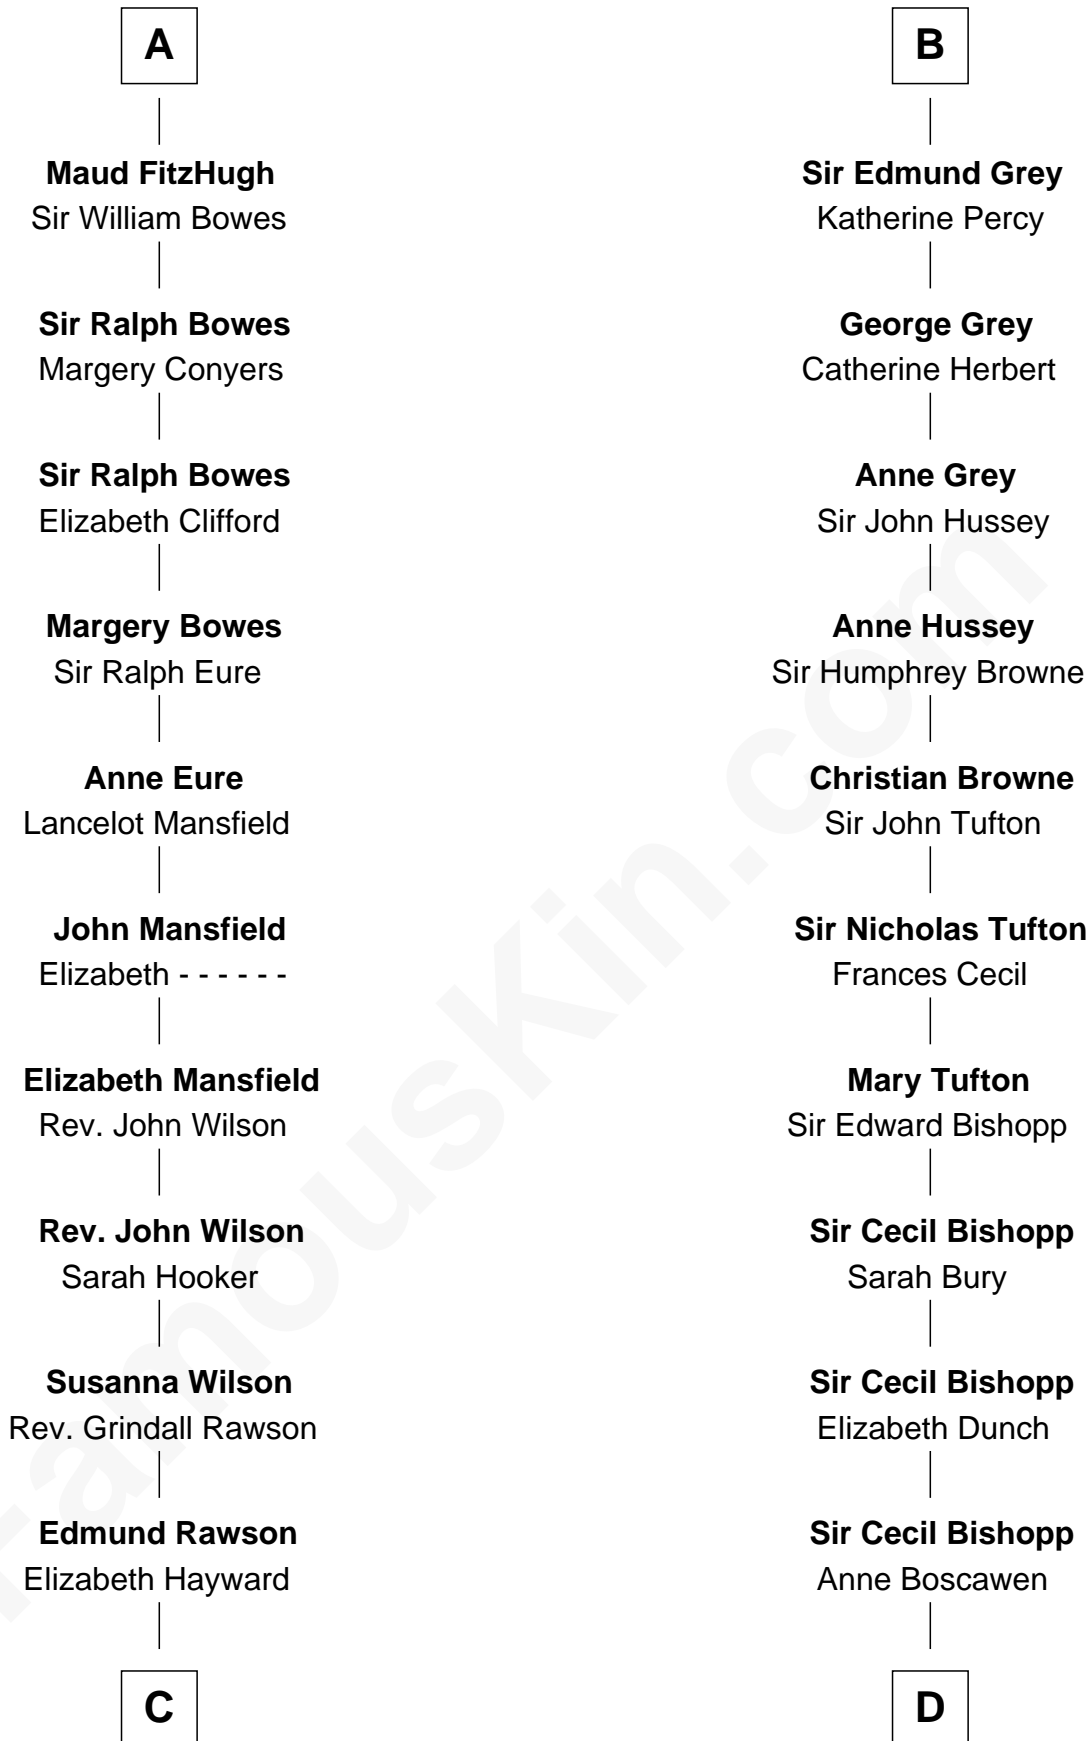 A
Maud FitzHugh
Sir William Bowes
Sir Ralph Bowes
Margery Conyers
Sir Ralph Bowes
Elizabeth Clifford
Margery Bowes
Sir Ralph Eure
Anne Eure
Lancelot Mansfield
John Mansfield
Elizabeth - - - - - -
Elizabeth Mansfield
Rev. John Wilson
Rev. John Wilson
Sarah Hooker
Susanna Wilson
Rev. Grindall Rawson
Edmund Rawson
Elizabeth Hayward
C
B
Sir Edmund Grey
Katherine Percy
George Grey
Catherine Herbert
Anne Grey
Sir John Hussey
Anne Hussey
Sir Humphrey Browne
Christian Browne
Sir John Tufton
Sir Nicholas Tufton
Frances Cecil
Mary Tufton
Sir Edward Bishopp
Sir Cecil Bishopp
Sarah Bury
Sir Cecil Bishopp
Elizabeth Dunch
Sir Cecil Bishopp
Anne Boscawen
D
FamousKin.com